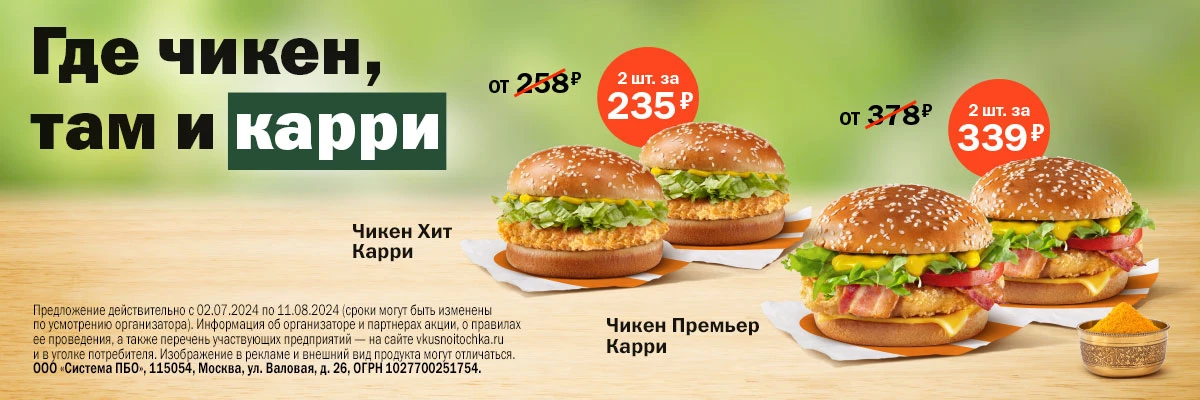 Где чикен,
там и карри
от 258₽
2 шт. за
235₽
от 378₽
2 шт. за
339₽
Чикен Хит
Карри
Чикен Премьер
Карри
Предложение действительно с 02.07.2024 по 11.08.2024 (сроки могут быть изменены
по усмотрению организатора). Информация об организаторе и партнерах акции, о правилах
ее проведения, а также перечень участвующих предприятий — на сайте vkusnoitochka.ru
и в уголке потребителя. Изображение в рекламе и внешний вид продукта могут отличаться.
ООО «Система ПБО», 115054, Москва, ул. Валовая, д. 26, ОГРН 1027700251754.